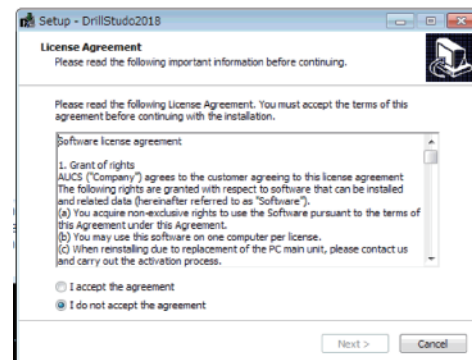 Setup - DrillStudo2018
License Agreement
Please read the following important information before continuing.
Please read the following License Agreement. You must accept the terms of this
agreement before continuing with the installation.
Software license agreement
1. Grant of rights
AUCS ("Company") agrees to the customer agreeing to this license agreement
The following rights are granted with respect to software that can be installed
and related data (hereinafter referred to as "Software").
(a) You acquire non-exclusive rights to use the Software pursuant to the terms of
this Agreement under this Agreement.
(b) You may use this software on one computer per license.
(c) When reinstalling due to replacement of the PC main unit, please contact us
and carry out the activation process.
I accept the agreement
I do not accept the agreement
Next >
Cancel